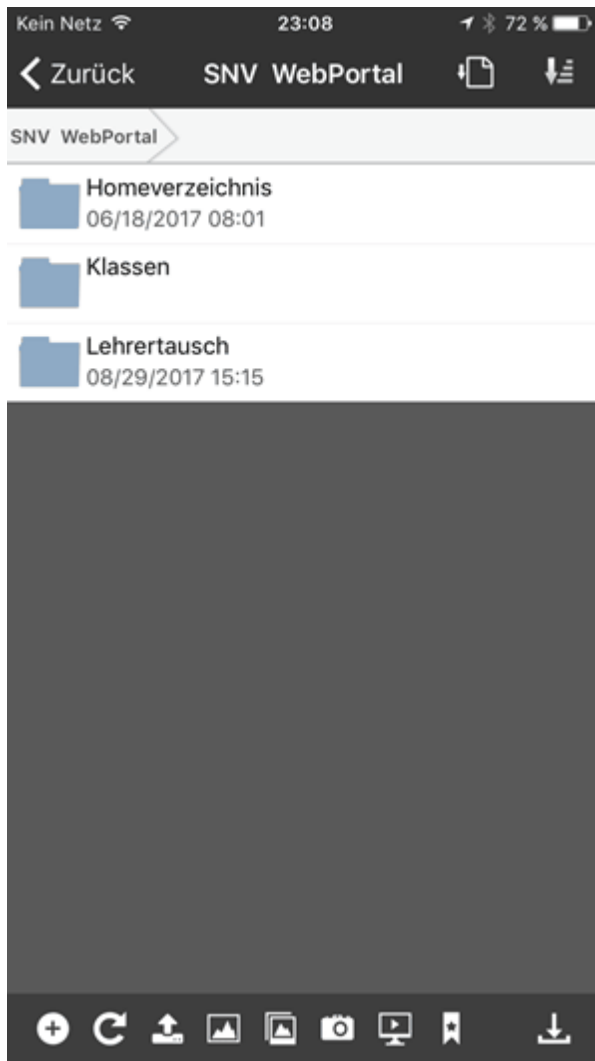 Kein Netz 23:08 72 %
Zurück SNV WebPortal
SNV WebPortal
Homeverzeichnis
06/18/2017 08:01
Klassen
Lehrertausch
08/29/2017 15:15